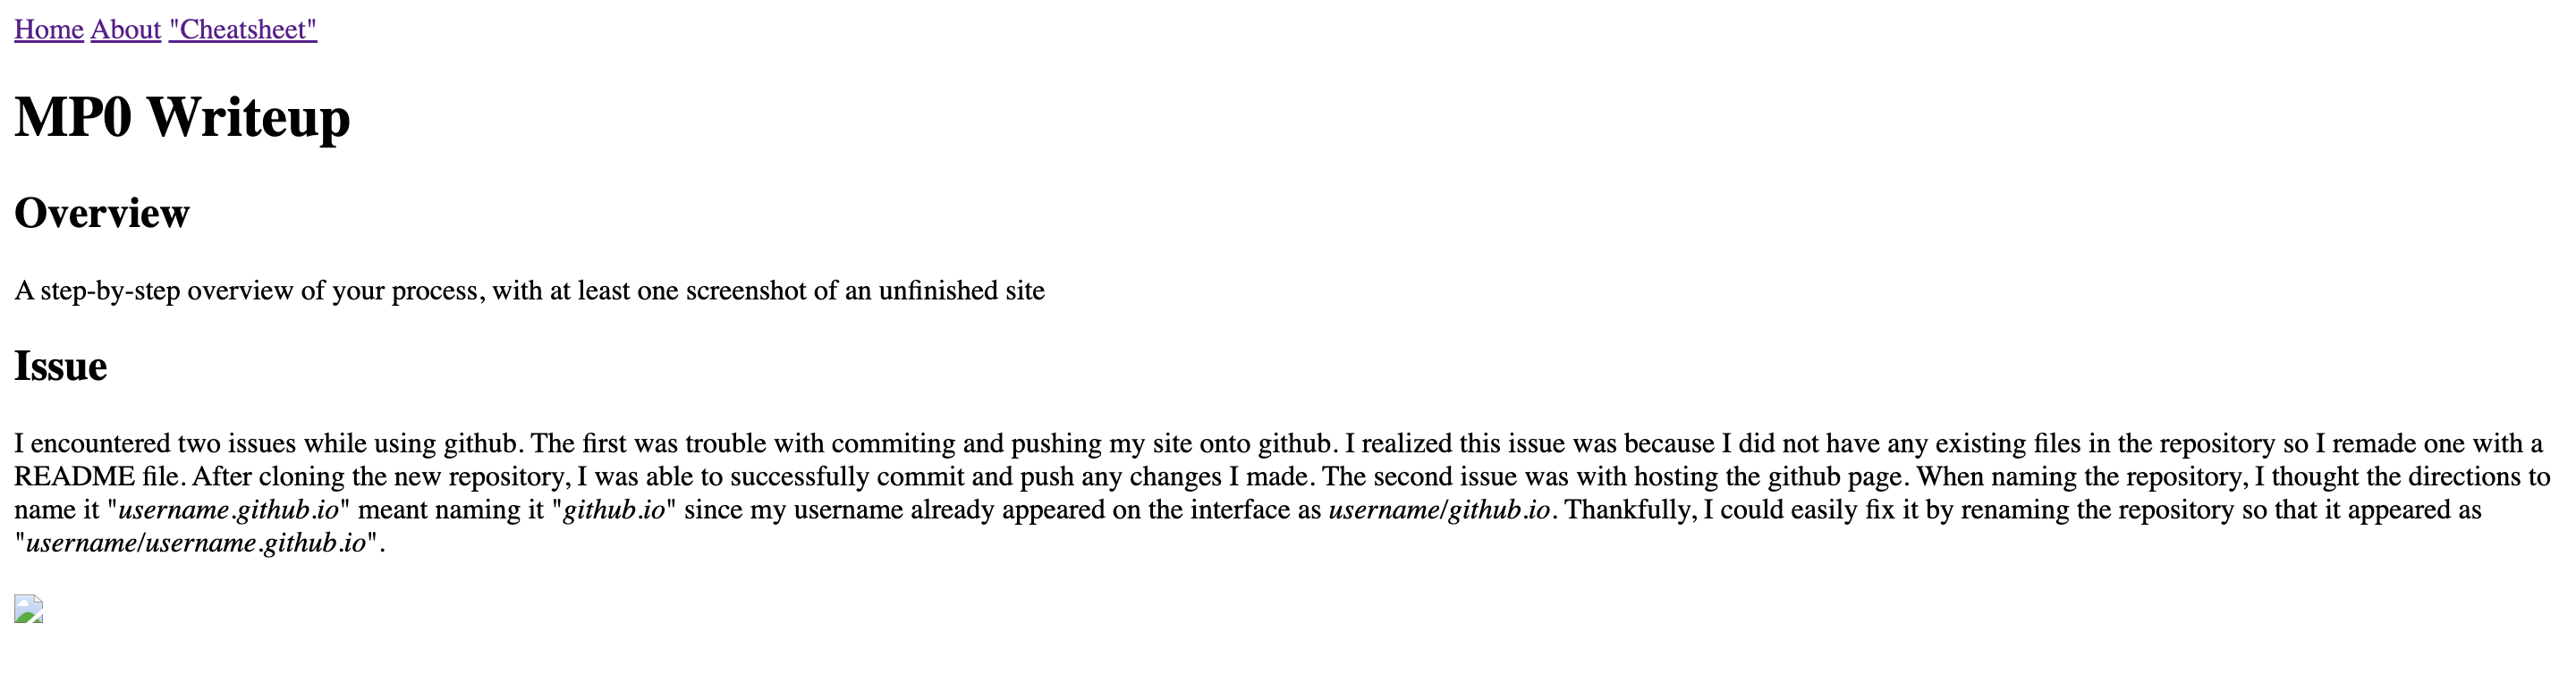 Home About "Cheatsheet"
MP0 Writeup
Overview
A step-by-step overview of your process, with at least one screenshot of an unfinished site
Issue
I encountered two issues while using github. The first was trouble with commiting and pushing my site onto github. I realized this issue was because I did not have any existing files in the repository so I remade one with a
README file. After cloning the new repository, I was able to successfully commit and push any changes I made. The second issue was with hosting the github page. When naming the repository, I thought the directions to
name it "username.github.io" meant naming it "github.io" since my username already appeared on the interface as username/github.io. Thankfully, I could easily fix it by renaming the repository so that it appeared as
"username/username.github.io".